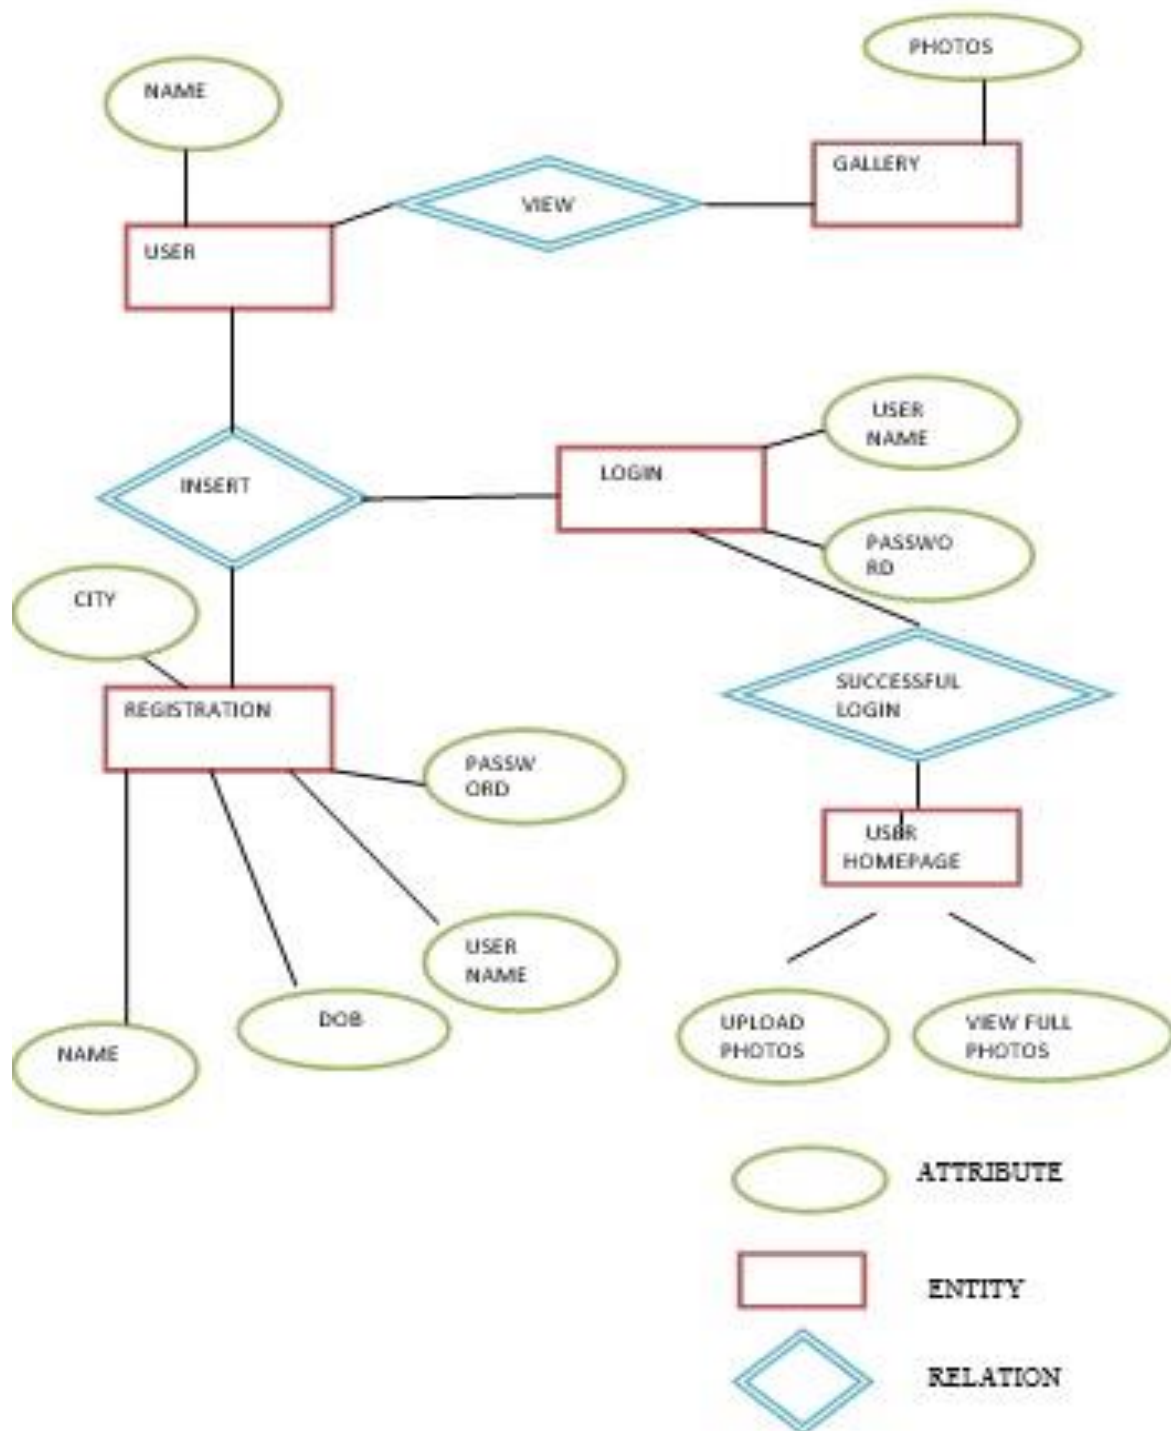 PHOTOS
NAME
GALLERY
VIEW
USER
USER
NAME
LOGIN
INSERT
PASSWO
RD
CITY
SUCCESSFUL
LOGIN
REGISTRATION
PASSW
ORD
USER
HOMEPAGE
USER
NAME
DOB
NAME
UPLOAD
PHOTOS
VIEW FULL
PHOTOS
ATTRIBUTE
ENTITY
RELATION